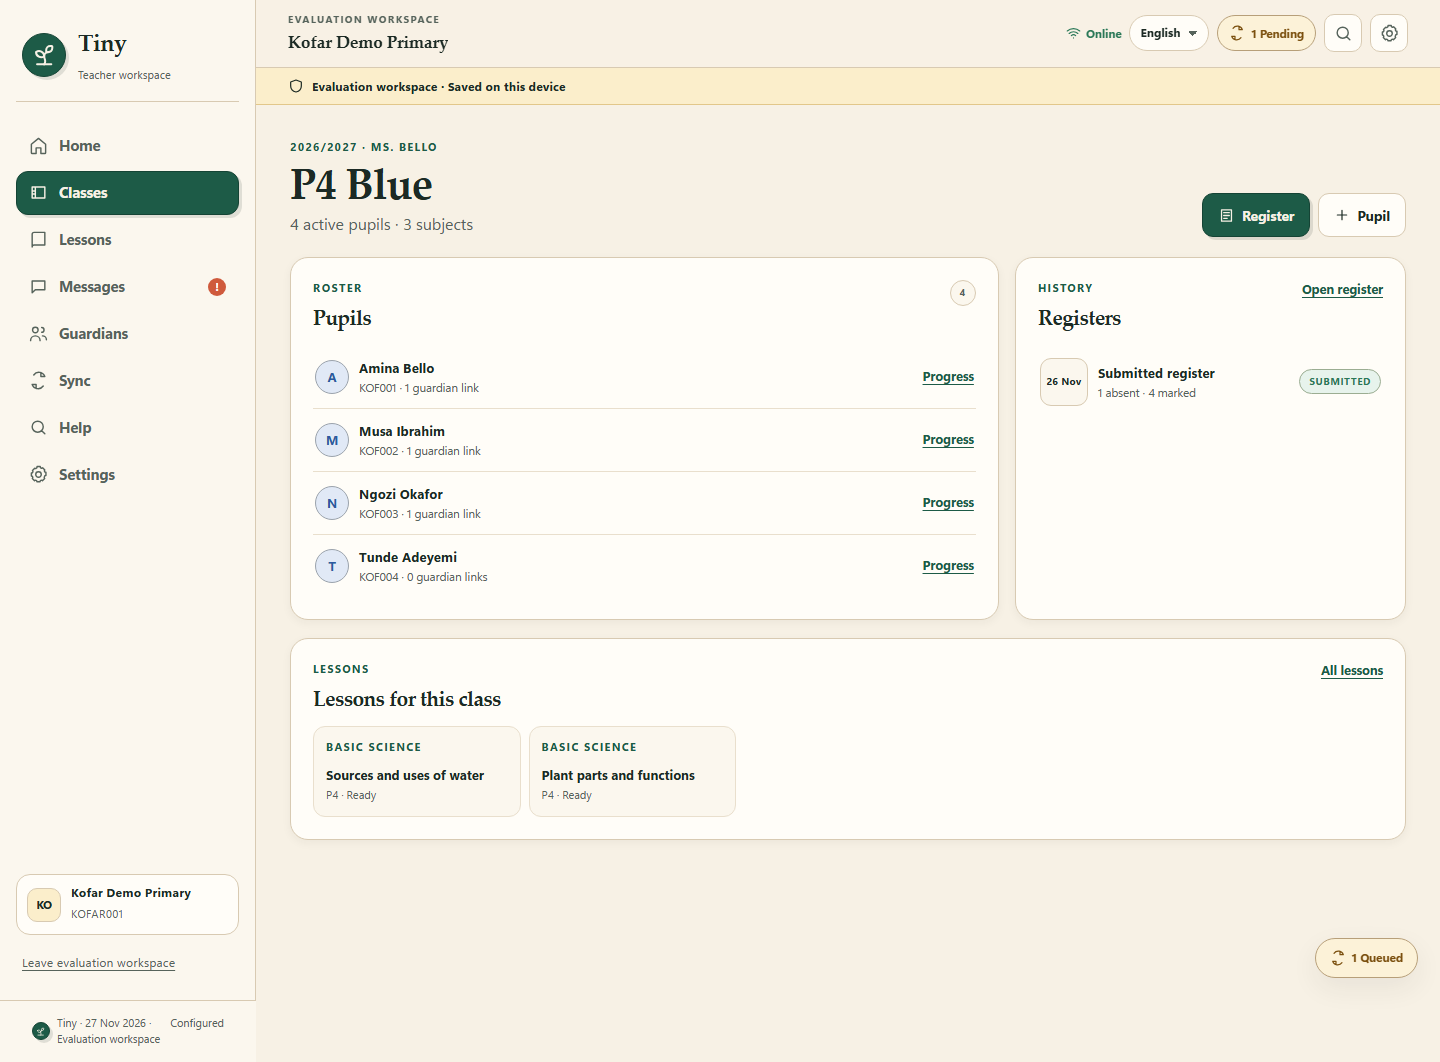 Tiny
Teacher workspace
Home
Classes
Lessons
Messages
!
Guardians
Sync
Help
Settings
KO
Kofar Demo Primary
KOFAR001
Leave evaluation workspace
Tiny · 27 Nov 2026 ·
Evaluation workspace
Configured
EVALUATION WORKSPACE
Kofar Demo Primary
Online
English
1 Pending
Evaluation workspace · Saved on this device
2026/2027 · MS. BELLO
P4 Blue
4 active pupils · 3 subjects
Register
Pupil
ROSTER
4
Pupils
A
Amina Bello
KOF001 · 1 guardian link
Progress
M
Musa Ibrahim
KOF002 · 1 guardian link
Progress
N
Ngozi Okafor
KOF003 · 1 guardian link
Progress
T
Tunde Adeyemi
KOF004 · 0 guardian links
Progress
HISTORY
Open register
Registers
26 Nov
Submitted register
1 absent · 4 marked
SUBMITTED
LESSONS
All lessons
Lessons for this class
BASIC SCIENCE
Sources and uses of water
P4 · Ready
BASIC SCIENCE
Plant parts and functions
P4 · Ready
1 Queued